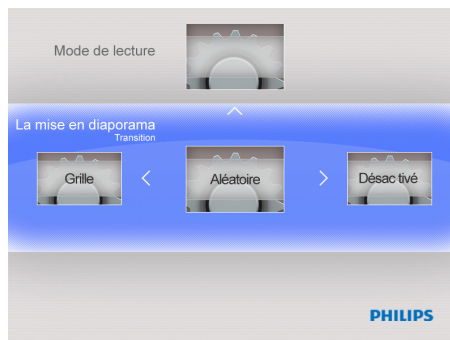 Mode de lecture
La mise en diaporama
Transition
Grille
Aléatoire
Désac tivé
PHILIPS